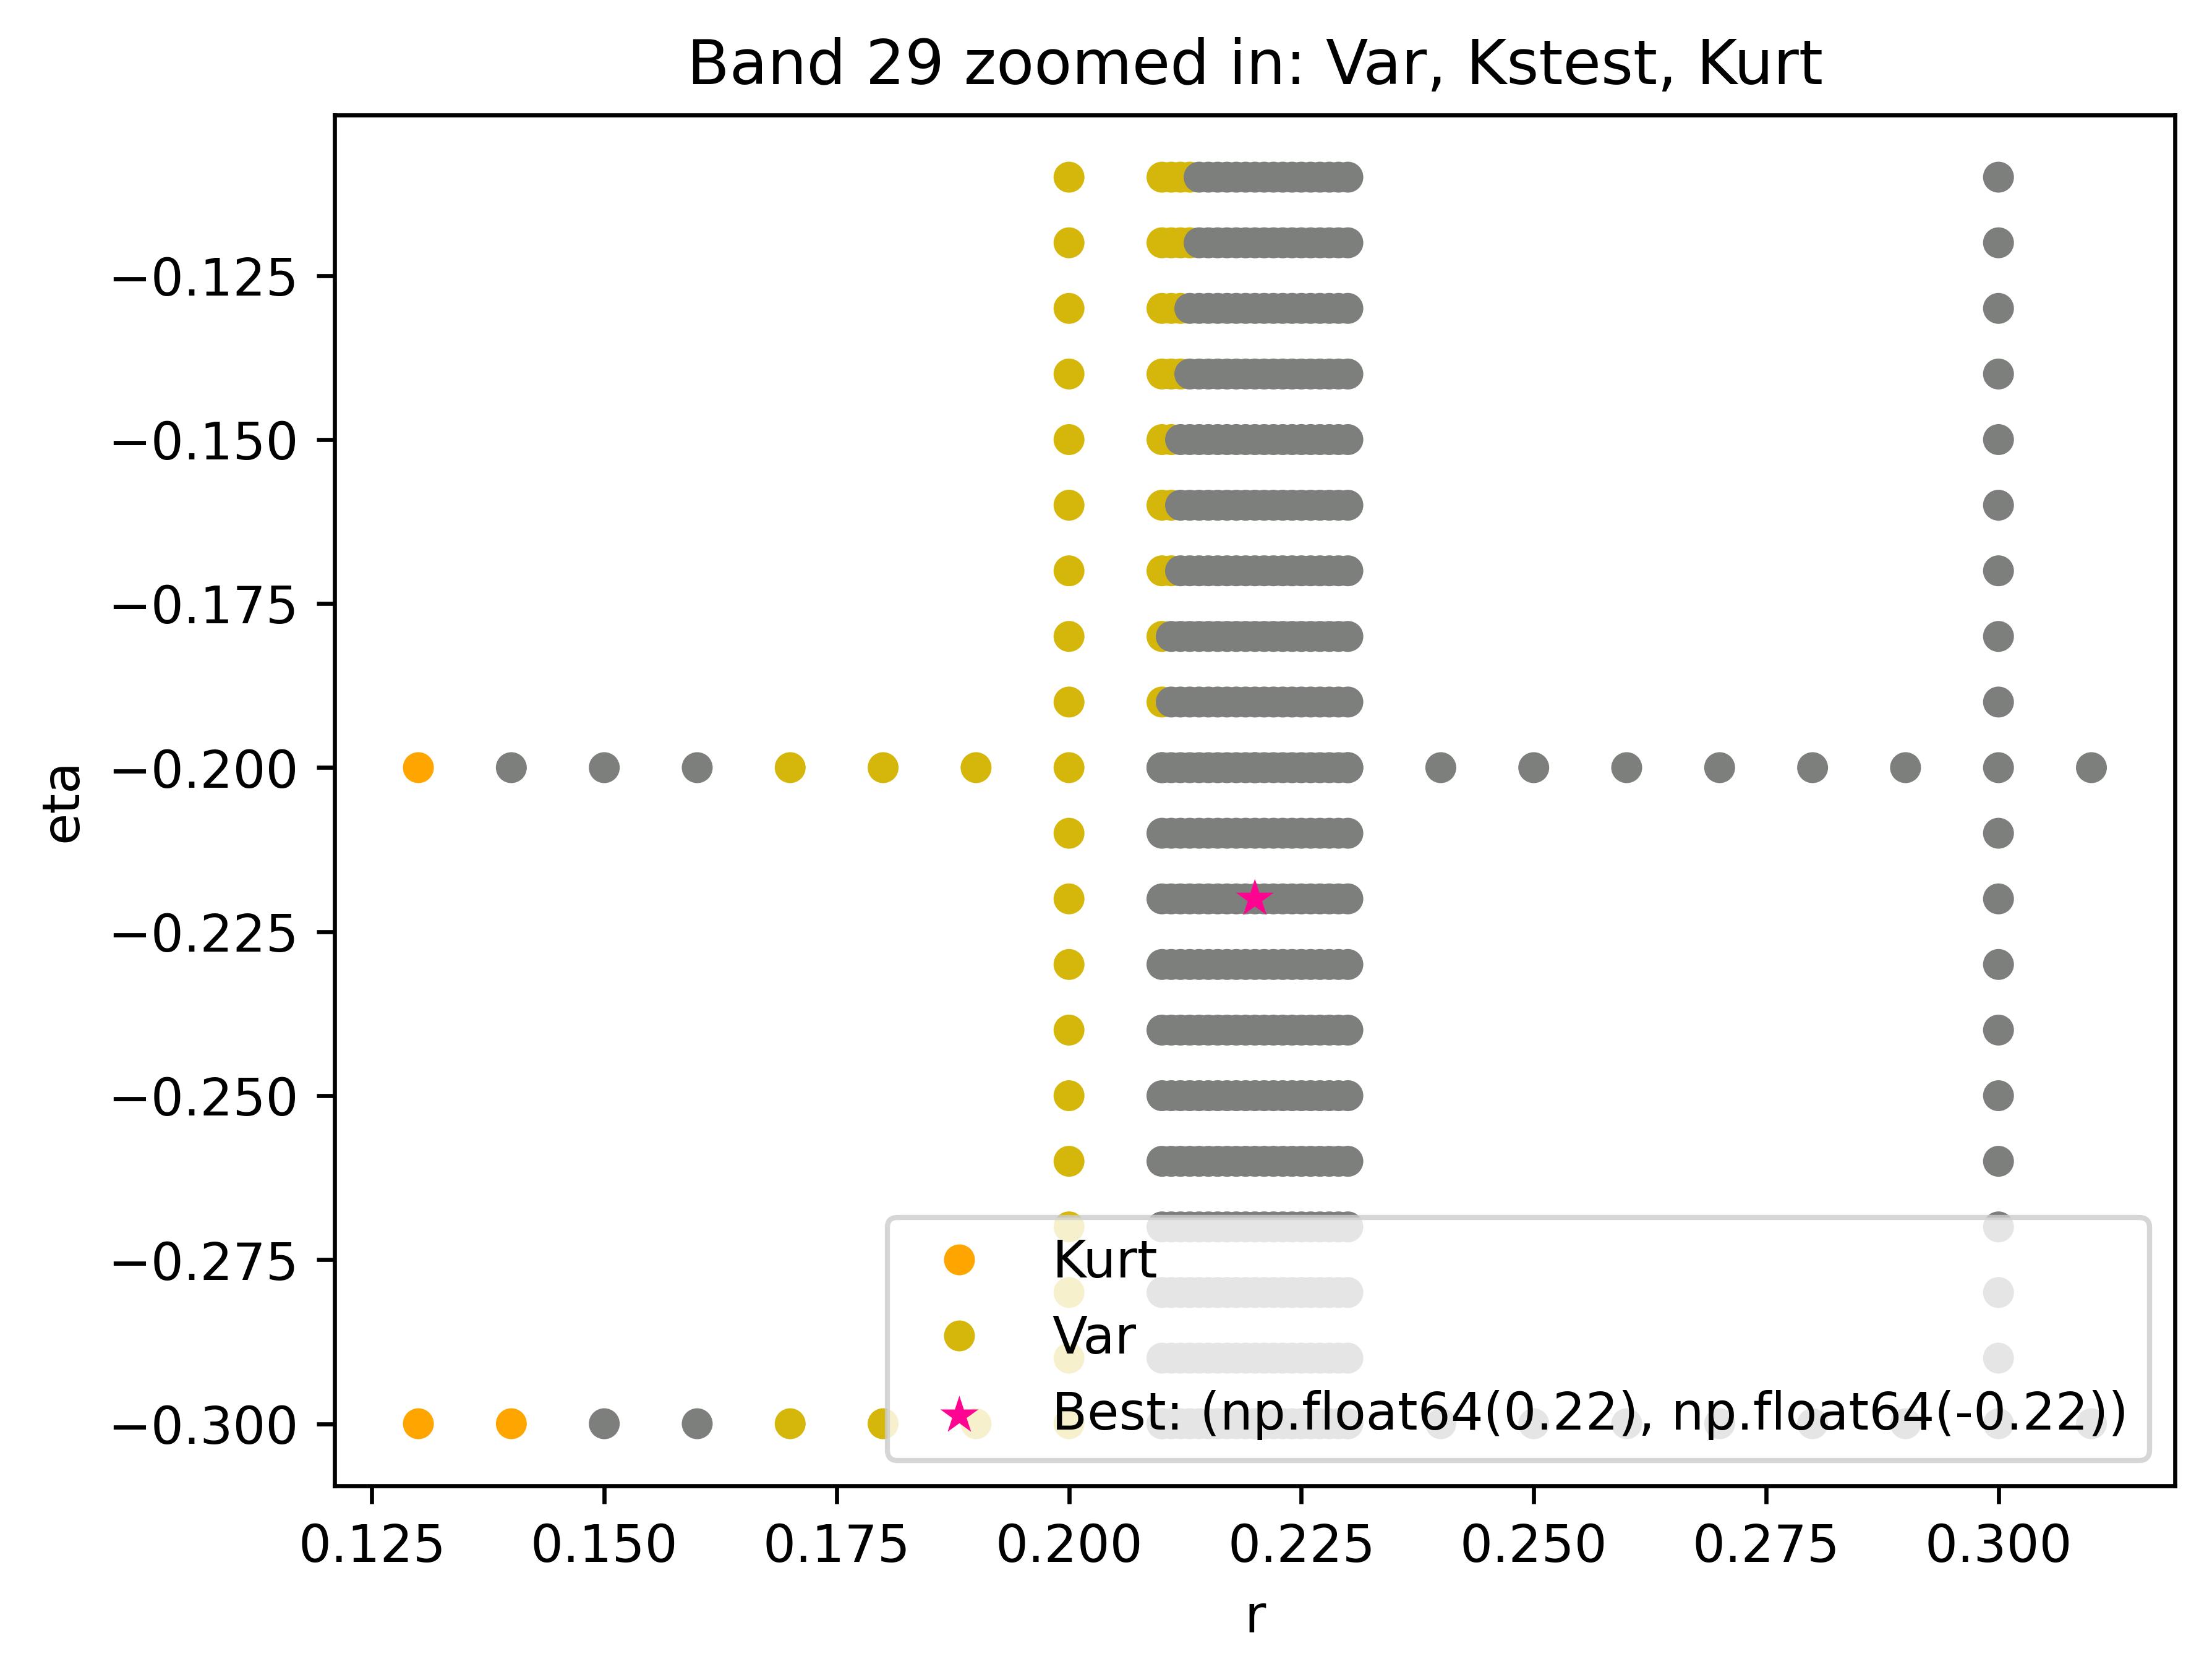 Band 29 zoomed in: Var, Kstest, Kurt
−0.125
−0.150
−0.175
−0.200
−0.225
−0.250
−0.275
−0.300
eta
Kurt
Var
Best: (np.float64(0.22), np.float64(-0.22))
0.125 0.150 0.175 0.200 0.225 0.250 0.275 0.300
r